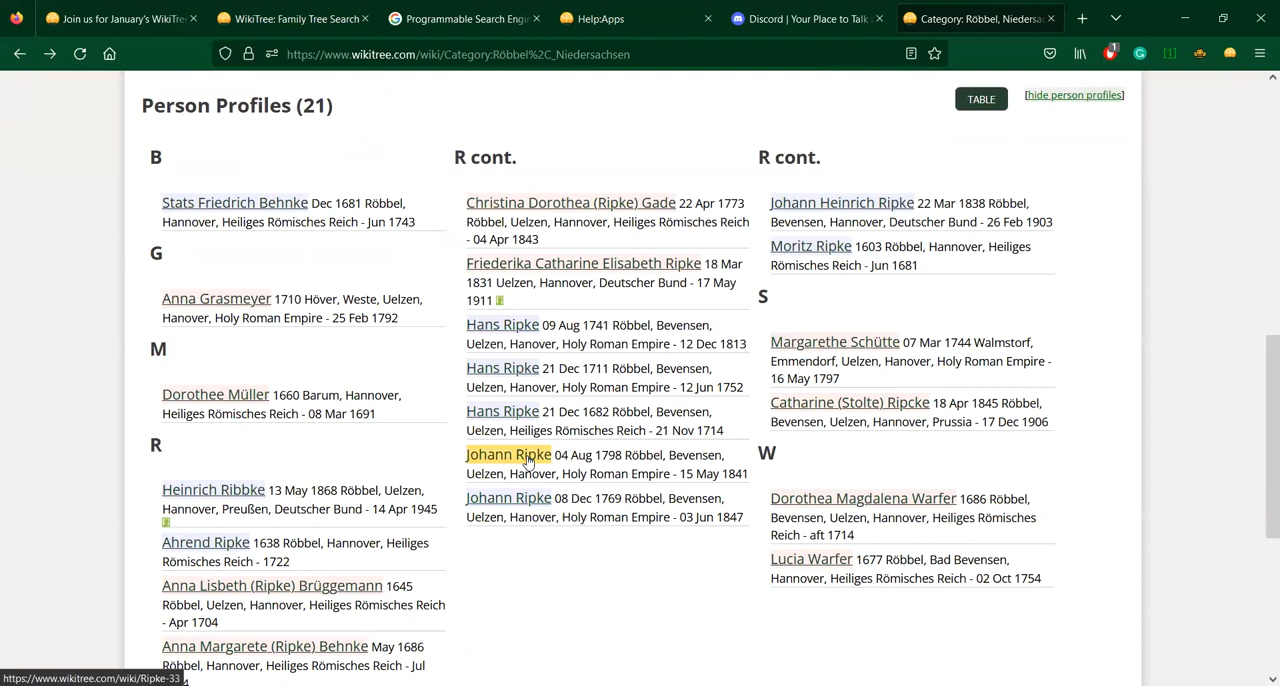 Join us for January's WikiTre
WikiTree: Family Tree Search
Programmable Search Engi
Help:Apps
Discord | Your Place to Talk
Category: Röbbel, Niedersac
https://www.wikitree.com/wiki/Category:Röbbel%2C_Niedersachsen
1
[1]
Person Profiles (21)
TABLE
[hide person profiles]
B
Stats Friedrich Behnke Dec 1681 Röbbel,
Hannover, Heiliges Römisches Reich - Jun 1743
G
Anna Grasmeyer 1710 Höver, Weste, Uelzen,
Hanover, Holy Roman Empire - 25 Feb 1792
M
Dorothee Müller 1660 Barum, Hannover,
Heiliges Römisches Reich - 08 Mar 1691
R
Heinrich Ribbke 13 May 1868 Röbbel, Uelzen,
Hannover, Preußen, Deutscher Bund - 14 Apr 1945
Ahrend Ripke 1638 Röbbel, Hannover, Heiliges
Römisches Reich - 1722
Anna Lisbeth (Ripke) Brüggemann 1645
Röbbel, Uelzen, Hannover, Heiliges Römisches Reich
- Apr 1704
Anna Margarete (Ripke) Behnke May 1686
Röbbel, Hannover, Heiliges Römisches Reich - Jul
R cont.
Christina Dorothea (Ripke) Gade 22 Apr 1773
Röbbel, Uelzen, Hannover, Heiliges Römisches Reich
- 04 Apr 1843
Friederika Catharine Elisabeth Ripke 18 Mar
1831 Uelzen, Hannover, Deutscher Bund - 17 May
1911
Hans Ripke 09 Aug 1741 Röbbel, Bevensen,
Uelzen, Hanover, Holy Roman Empire - 12 Dec 1813
Hans Ripke 21 Dec 1711 Röbbel, Bevensen,
Uelzen, Hanover, Holy Roman Empire - 12 Jun 1752
Hans Ripke 21 Dec 1682 Röbbel, Bevensen,
Uelzen, Heiliges Römisches Reich - 21 Nov 1714
Johann Ripke 04 Aug 1798 Röbbel, Bevensen,
Uelzen, Hanover, Holy Roman Empire - 15 May 1841
Johann Ripke 08 Dec 1769 Röbbel, Bevensen,
Uelzen, Hanover, Holy Roman Empire - 03 Jun 1847
R cont.
Johann Heinrich Ripke 22 Mar 1838 Röbbel,
Bevensen, Hannover, Deutscher Bund - 26 Feb 1903
Moritz Ripke 1603 Röbbel, Hannover, Heiliges
Römisches Reich - Jun 1681
S
Margarethe Schütte 07 Mar 1744 Walmstorf,
Emmendorf, Uelzen, Hanover, Holy Roman Empire -
16 May 1797
Catharine (Stolte) Ripcke 18 Apr 1845 Röbbel,
Bevensen, Uelzen, Hannover, Prussia - 17 Dec 1906
W
Dorothea Magdalena Warfer 1686 Röbbel,
Bevensen, Uelzen, Hannover, Heiliges Römisches
Reich - aft 1714
Lucia Warfer 1677 Röbbel, Bad Bevensen,
Hannover, Heiliges Römisches Reich - 02 Oct 1754
https://www.wikitree.com/wiki/Ripke-33